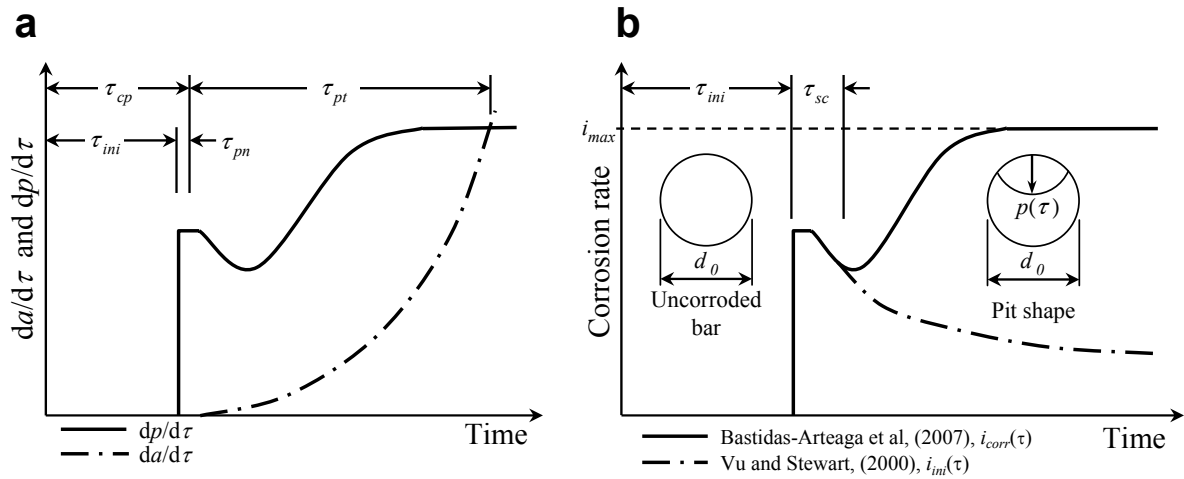 a
τcp
τpt
τini
τpn
da/dτ and dp/dτ
Time
dp/dτ
da/dτ
b
τini
τsc
imax
Corrosion rate
p(τ)
d0
d0
Uncorroded
bar
Pit shape
Time
Bastidas-Arteaga et al, (2007), icorr(τ)
Vu and Stewart, (2000), iini(τ)